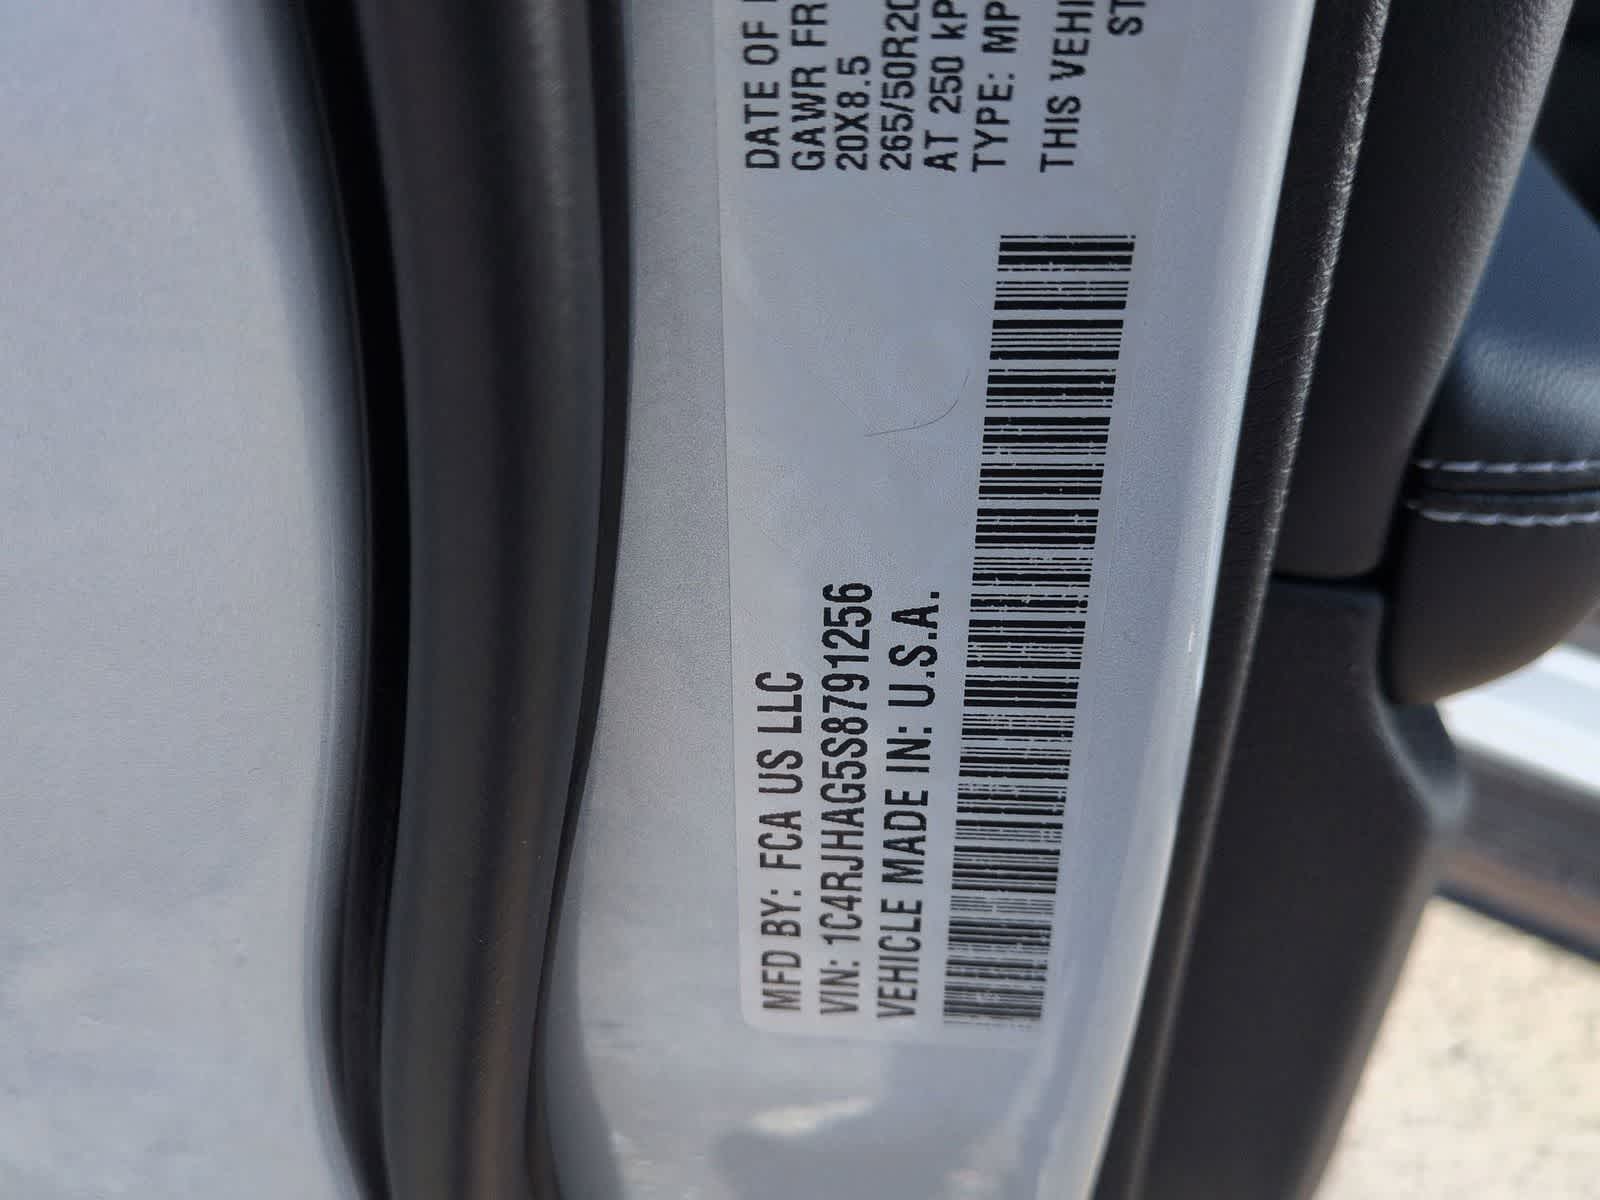 MFD BY: FCA US LLC
VIN: 1C4RJHAG5S8791256
VEHICLE MADE IN: U.S.A.
DATE OF
GAWR FR
20X8.5
265/50R20
AT 250 kP
TYPE: MP
THIS VEHI
ST